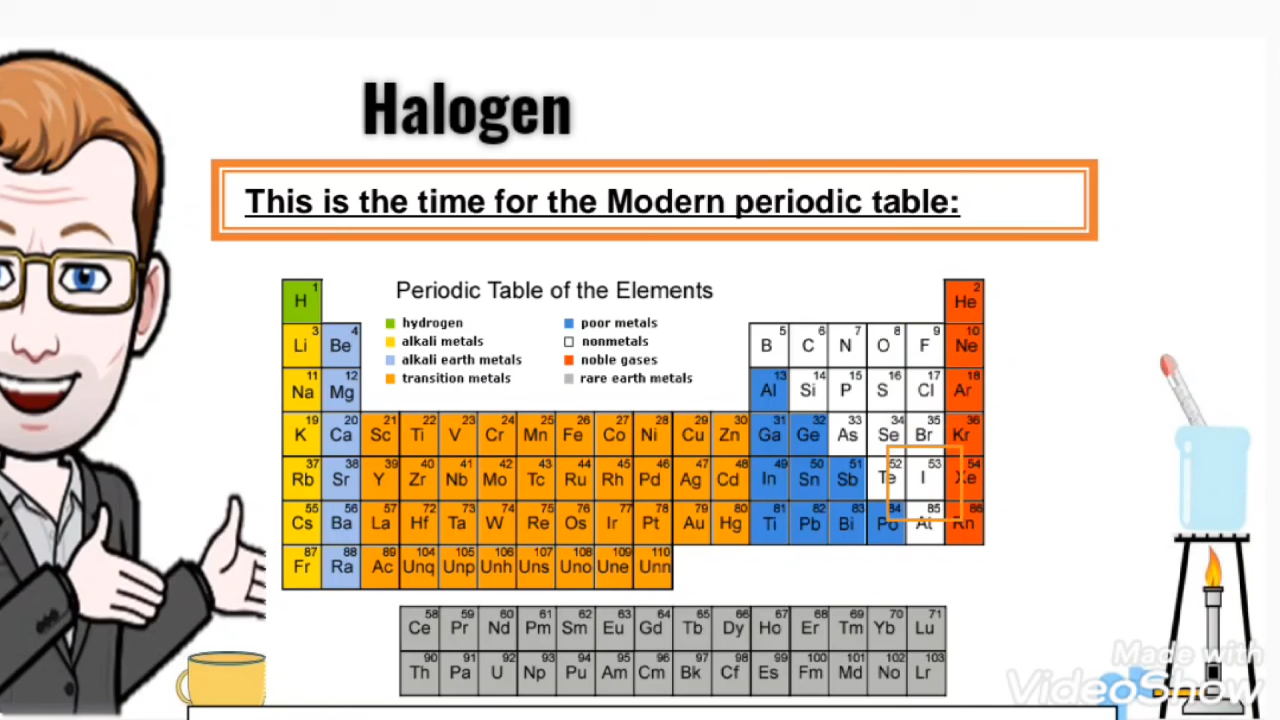 Halogen
This is the time for the Modern periodic table:
Periodic Table of the Elements
hydrogen poor metals
alkali metals nonmetals
alkali earth metals noble gases
transition metals rare earth metals
1 2
H He
3 4 5 6 7 8 9 10
Li Be B C N O F Ne
11 12 13 14 15 16 17 18
Na Mg Al Si P S Cl Ar
19 20 21 22 23 24 25 26 27 28 29 30 31 32 33 34 35 36
K Ca Sc Ti V Cr Mn Fe Co Ni Cu Zn Ga Ge As Se Br Kr
37 38 39 40 41 42 43 44 45 46 47 48 49 50 51 52 53 54
Rb Sr Y Zr Nb Mo Tc Ru Rh Pd Ag Cd In Sn Sb Te I Xe
55 56 57 72 73 74 75 76 77 78 79 80 81 82 83 84 85 86
Cs Ba La Hf Ta W Re Os Ir Pt Au Hg Ti Pb Bi Po At Rn
87 88 89 104 105 106 107 108 109 110
Fr Ra Ac Unq Unp Unh Uns Uno Une Unn
58 59 60 61 62 63 64 65 66 67 68 69 70 71
Ce Pr Nd Pm Sm Eu Gd Tb Dy Ho Er Tm Yb Lu
90 91 92 93 94 95 96 97 98 99 100 101 102 103
Th Pa U Np Pu Am Cm Bk Cf Es Fm Md No Lr
Made with
VideoShow